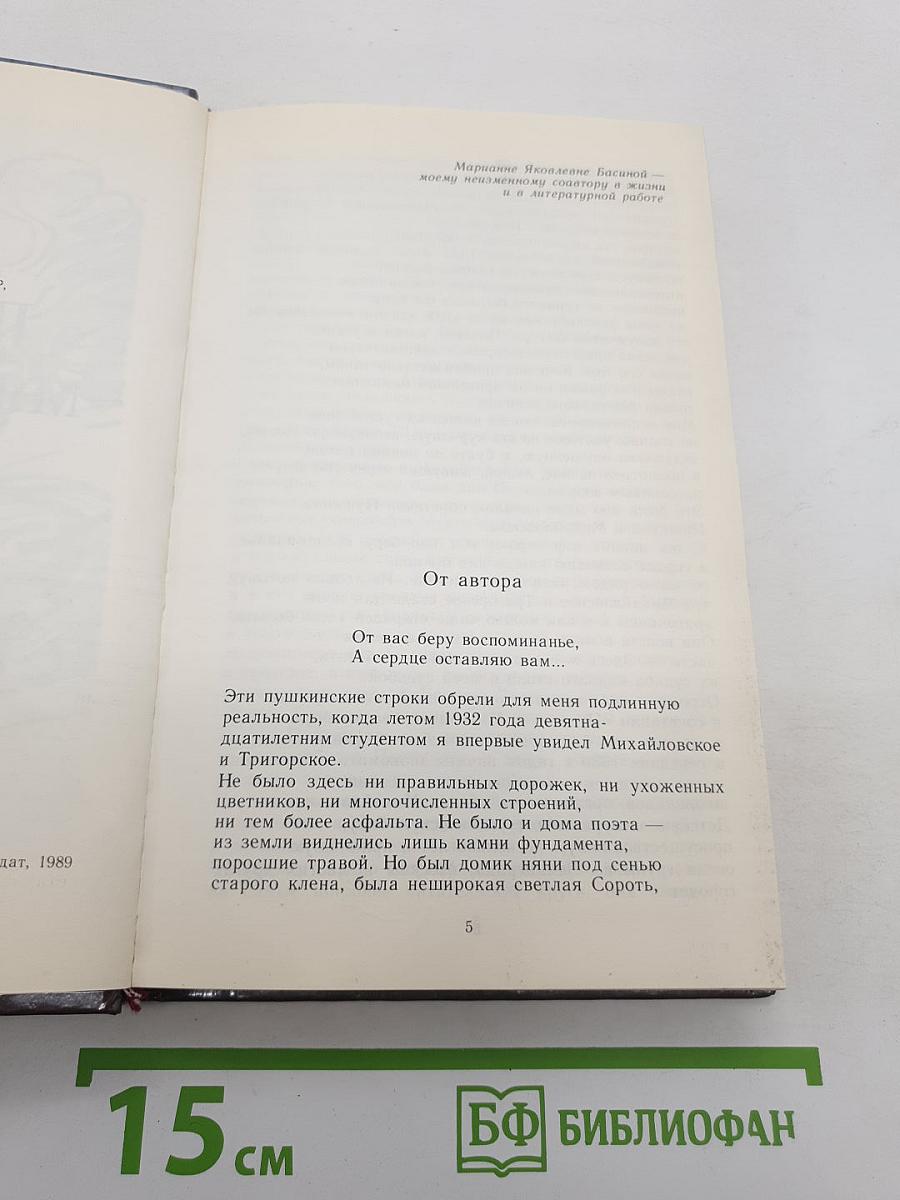 Марианне Яковлевне Басиной —
моему неизменному соавтору в жизни
и в литературной работе
От автора
От вас беру воспоминанье,
А сердце оставляю вам...
Эти пушкинские строки обрели для меня подлинную
реальность, когда летом 1932 года девятна-
дцатилетним студентом я впервые увидел Михайловское
и Тригорское.
Не было здесь ни правильных дорожек, ни ухоженных
цветников, ни многочисленных строений,
ни тем более асфальта. Не было и дома поэта —
из земли виднелись лишь камни фундамента,
поросшие травой. Но был домик няни под сенью
старого клена, была неширокая светлая Сороть,
5
дат, 1989
15 см
БФ БИБЛИОФАН